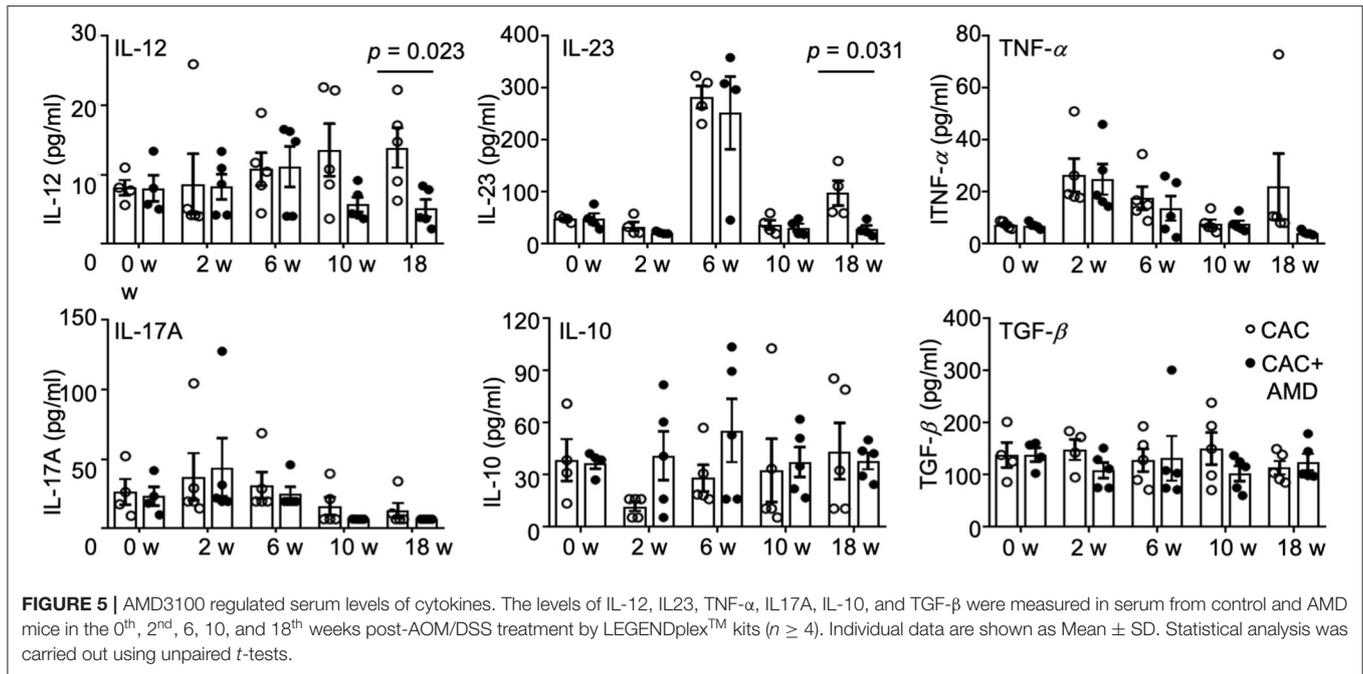 IL-12
p = 0.023
IL-12 (pg/ml)
30
20
10
0
0 w
2 w
6 w
10 w
18
w
IL-23
p = 0.031
IL-23 (pg/ml)
400
300
200
100
0
0 w
2 w
6 w
10 w
18 w
TNF-α
ITNF-α (pg/ml)
80
60
40
20
0
0 w
2 w
6 w
10 w
18 w
IL-17A
IL-17A (pg/ml)
150
100
50
0
0 w
2 w
6 w
10 w
18 w
IL-10
IL-10 (pg/ml)
120
90
60
30
0
0 w
2 w
6 w
10 w
18 w
TGF-β
TGF-β (pg/ml)
400
300
200
100
0
0 w
2 w
6 w
10 w
18 w
CAC
CAC+
AMD
FIGURE 5 | AMD3100 regulated serum levels of cytokines. The levels of IL-12, IL23, TNF-α, IL17A, IL-10, and TGF-β were measured in serum from control and AMD
mice in the 0th, 2nd, 6, 10, and 18th weeks post-AOM/DSS treatment by LEGENDplex™ kits (n ≥ 4). Individual data are shown as Mean ± SD. Statistical analysis was
carried out using unpaired t-tests.